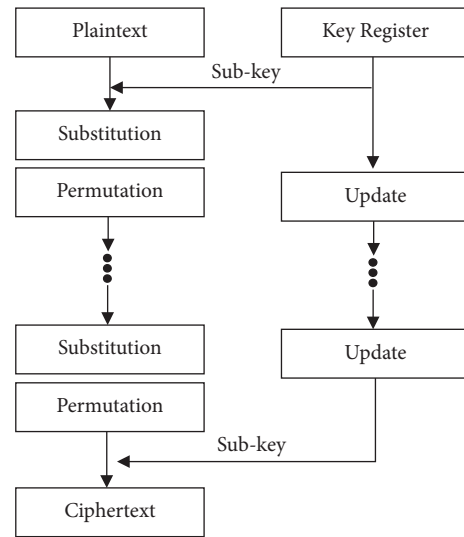 Plaintext
Key Register
Sub-key
Substitution
Permutation
Update
Substitution
Update
Permutation
Sub-key
Ciphertext